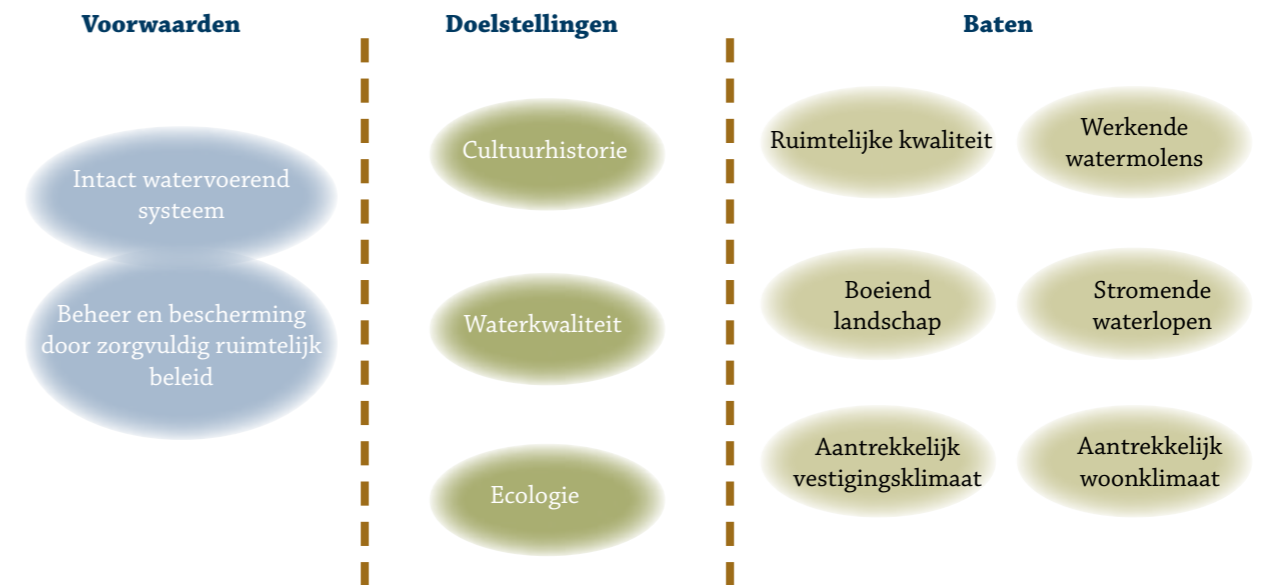 Voorwaarden
Doelstellingen
Baten
Intact watervoerend
systeem
Beheer en bescherming
door zorgvuldig ruimtelijk
beleid
Cultuurhistorie
Waterkwaliteit
Ecologie
Ruimtelijke kwaliteit
Werkende
watermolens
Boeiend
landschap
Stromende
waterlopen
Aantrekkelijk
vestigingsklimaat
Aantrekkelijk
woonklimaat